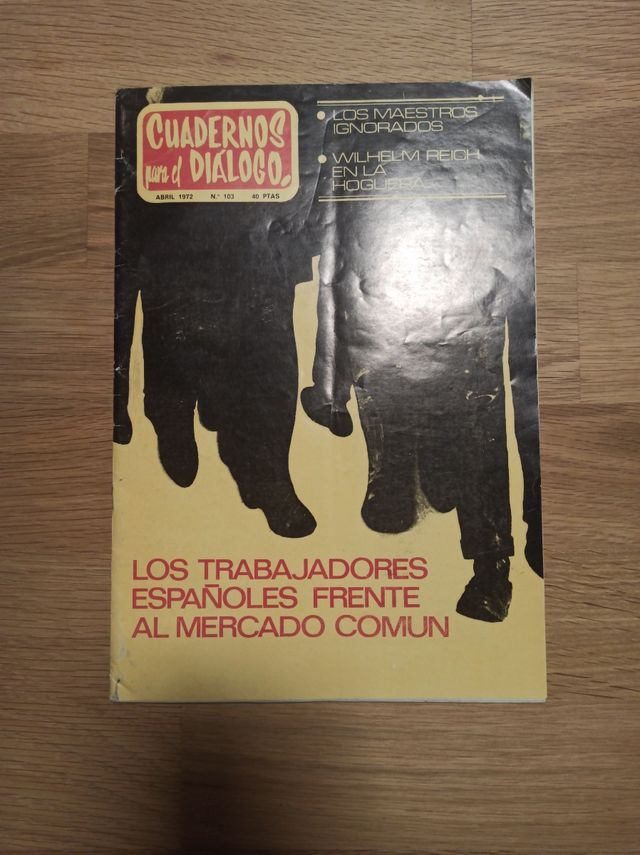 CUADERNOS
para el DIÁLOGO.
ABRIL 1972 N.º 103 40 PTAS
• LOS MAESTROS
IGNORADOS
• WILHELM REICH
EN LA
HOGUERA
LOS TRABAJADORES
ESPAÑOLES FRENTE
AL MERCADO COMUN